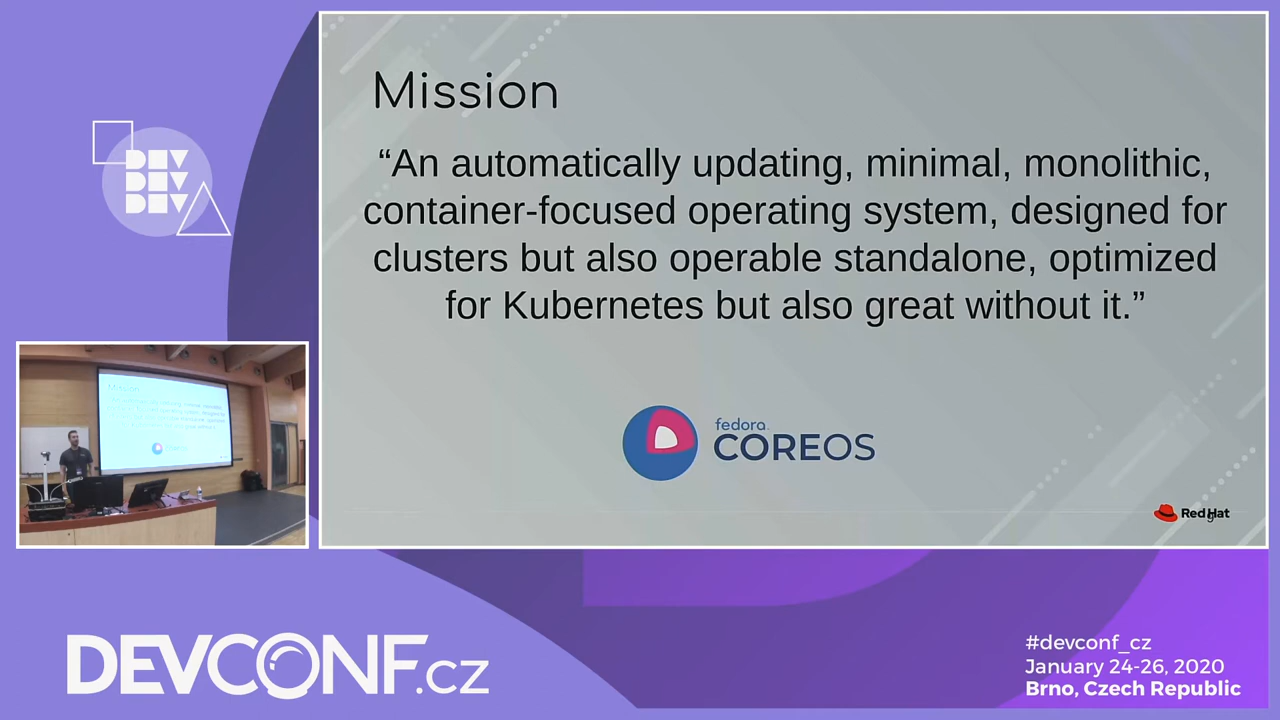 DEV
DEV
DEV
Mission
“An automatically updating, minimal, monolithic,
container-focused operating system, designed for
clusters but also operable standalone, optimized
for Kubernetes but also great without it.”
fedora
COREOS
Red Hat
Mission
DEVCONF.cz
#devconf_cz
January 24-26, 2020
Brno, Czech Republic